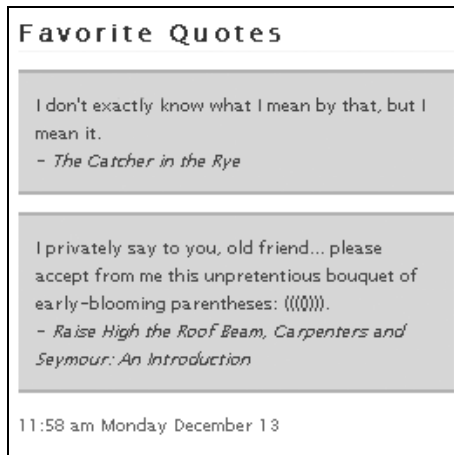 Favorite Quotes
I don't exactly know what I mean by that, but I
mean it.
- The Catcher in the Rye
I privately say to you, old friend... please
accept from me this unpretentious bouquet of
early-blooming parentheses: (((()))).
- Raise High the Roof Beam, Carpenters and
Seymour: An Introduction
11:58 am Monday December 13